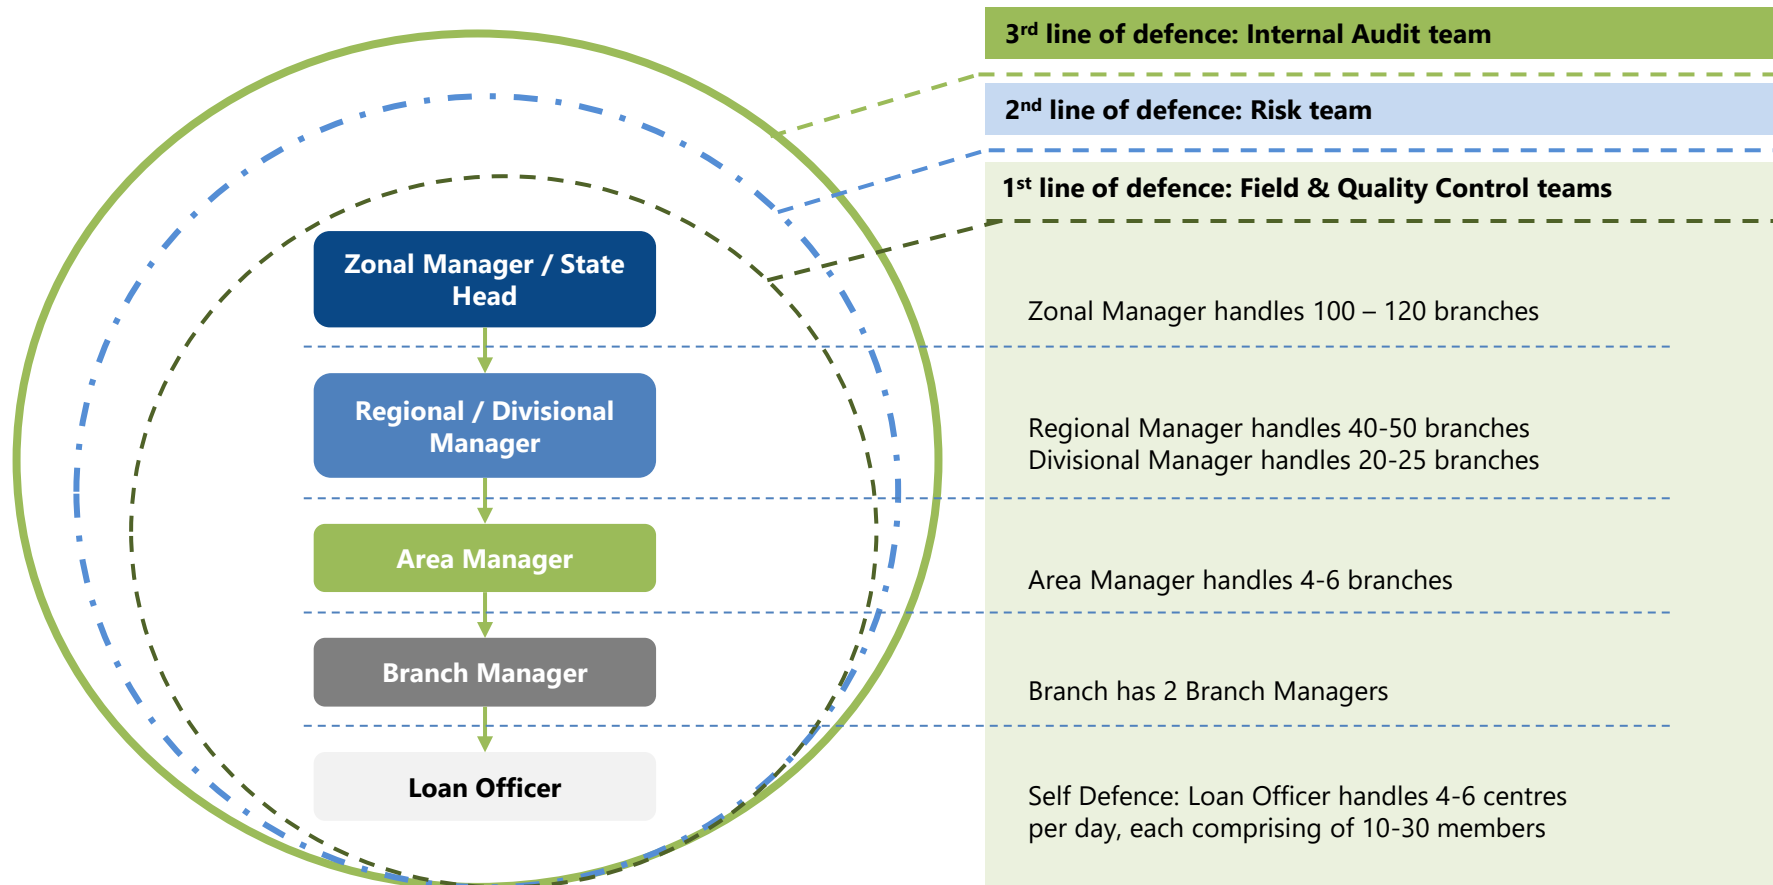 3rd line of defence: Internal Audit team
2nd line of defence: Risk team
1st line of defence: Field & Quality Control teams
Zonal Manager / State
Head
Zonal Manager handles 100 – 120 branches
Regional / Divisional
Manager
Regional Manager handles 40-50 branches
Divisional Manager handles 20-25 branches
Area Manager
Area Manager handles 4-6 branches
Branch Manager
Branch has 2 Branch Managers
Loan Officer
Self Defence: Loan Officer handles 4-6 centres
per day, each comprising of 10-30 members